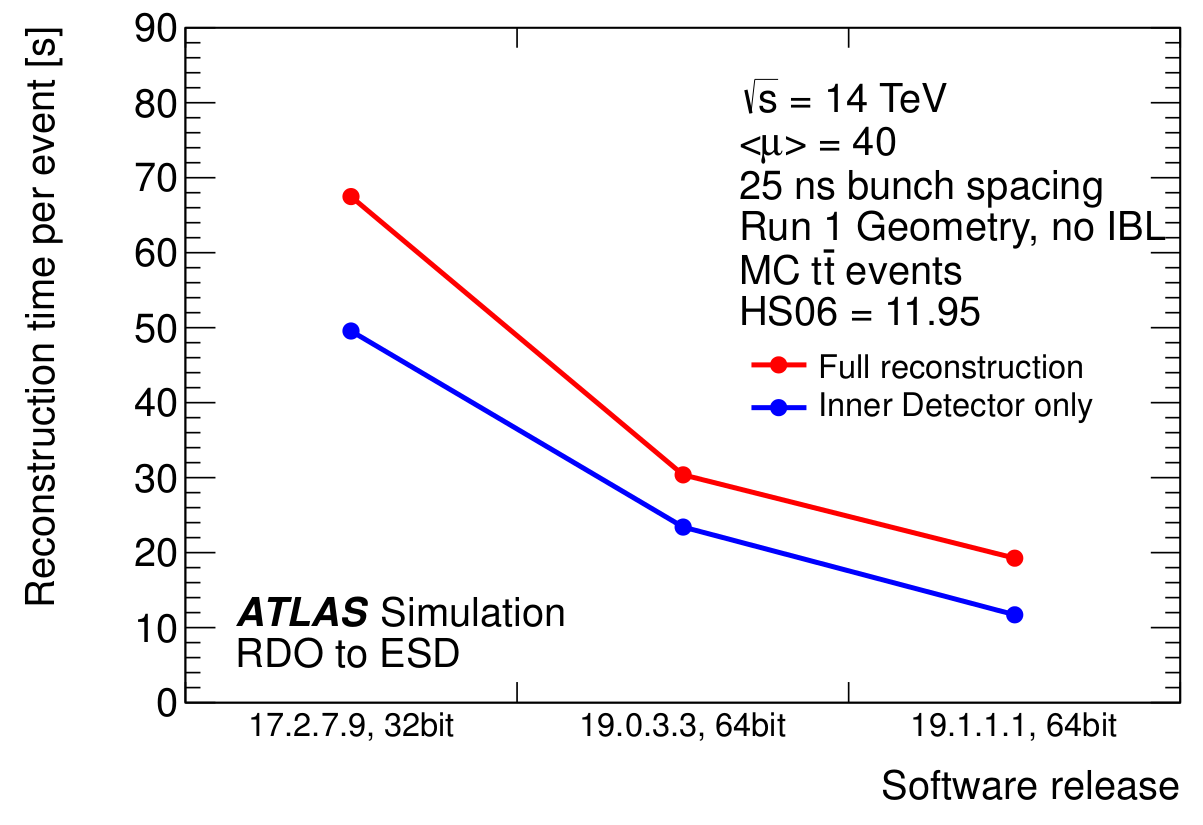 Reconstruction time per event [s]
90
80
70
60
50
40
30
20
10
0
√s = 14 TeV
<μ> = 40
25 ns bunch spacing
Run 1 Geometry, no IBL
MC tt̄ events
HS06 = 11.95
Full reconstruction
Inner Detector only
ATLAS Simulation
RDO to ESD
17.2.7.9, 32bit
19.0.3.3, 64bit
19.1.1.1, 64bit
Software release